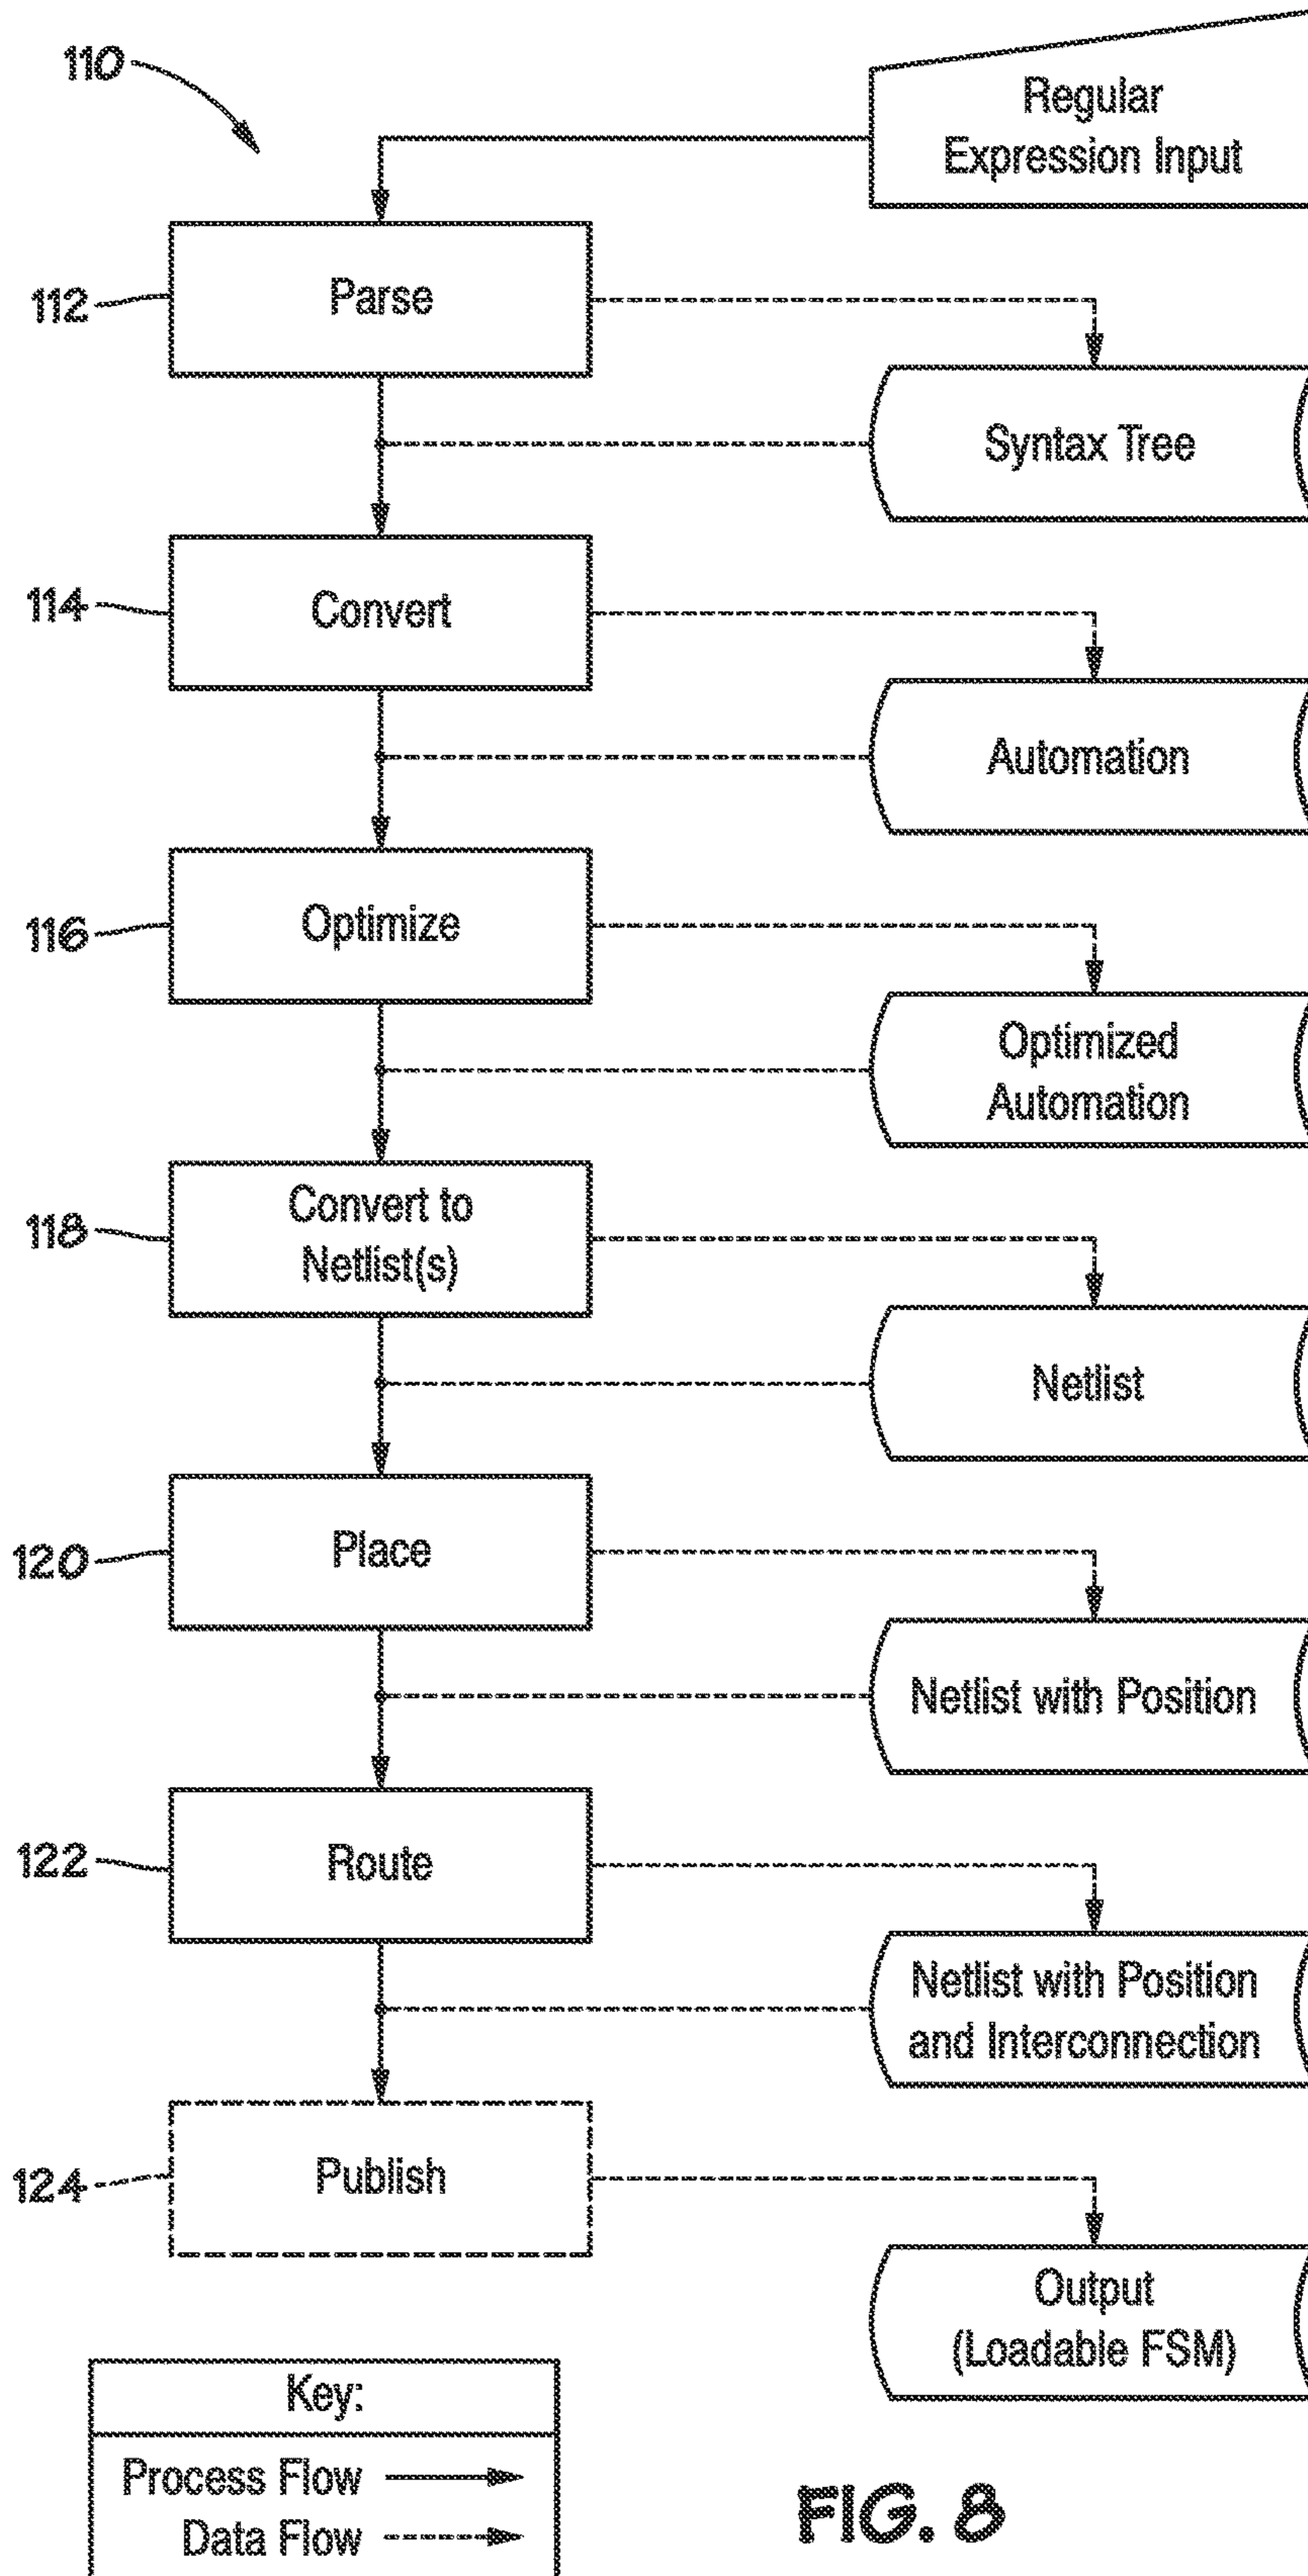 110
Regular
Expression Input
112
Parse
Syntax Tree
114
Convert
Automation
116
Optimize
Optimized
Automation
118
Convert to
Netlist(s)
Netlist
120
Place
Netlist with Position
122
Route
Netlist with Position
and Interconnection
124
Publish
Output
(Loadable FSM)
Key:
Process Flow
Data Flow
FIG. 8